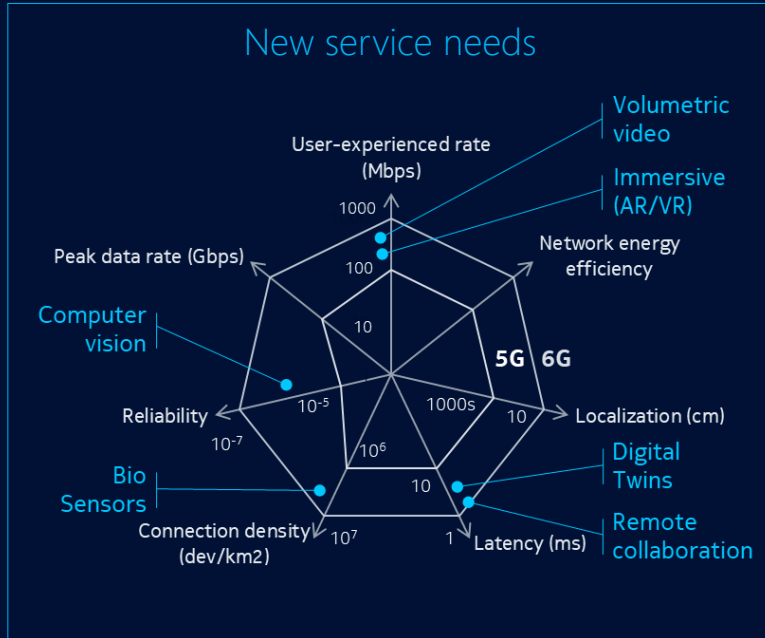 New service needs
Volumetric
video
User-experienced rate
(Mbps)
Immersive
(AR/VR)
1000
Network energy
efficiency
Peak data rate (Gbps)
100
Computer
vision
10
5G
6G
10⁻⁵
1000s
10
Reliability
Localization (cm)
10⁻⁷
10⁶
Digital
Twins
Bio
Sensors
10
Remote
collaboration
Connection density
(dev/km2)
10⁷
1
Latency (ms)